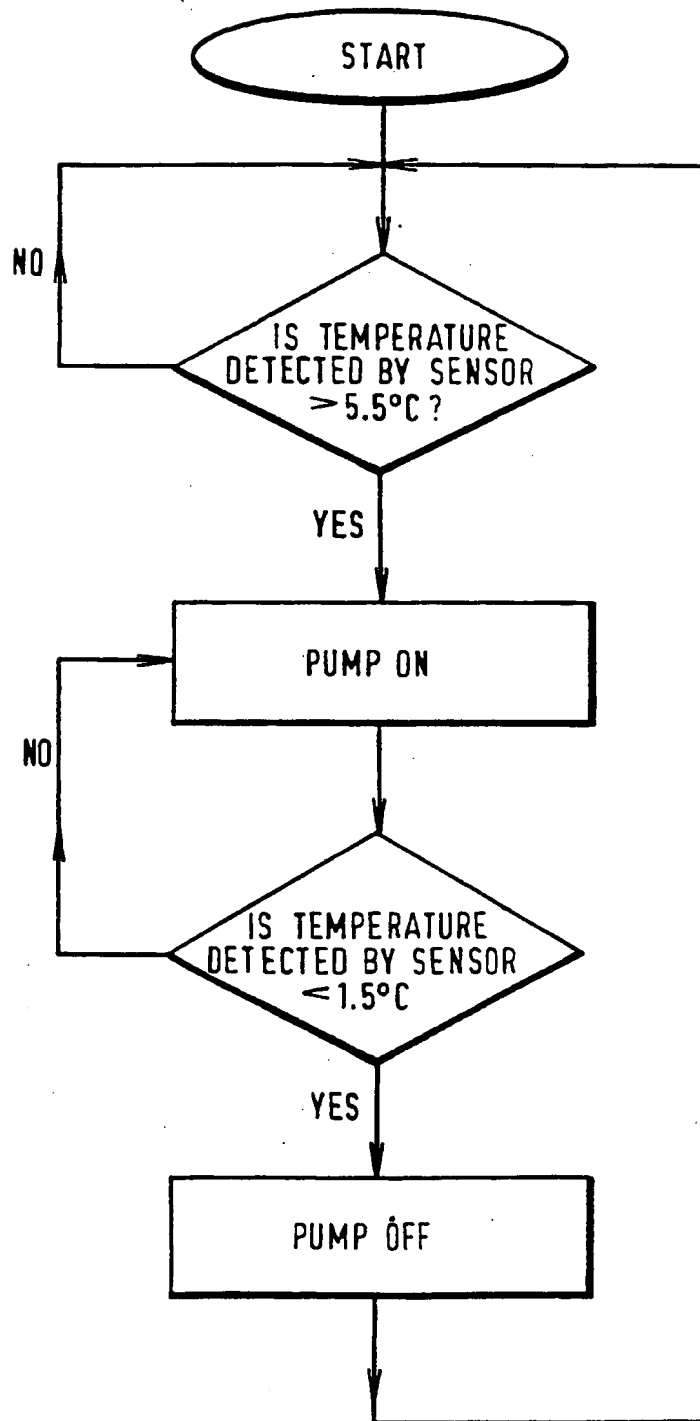 START
NO
IS TEMPERATURE
DETECTED BY SENSOR
≥ 5.5°C ?
YES
PUMP ON
NO
IS TEMPERATURE
DETECTED BY SENSOR
≤ 1.5°C
YES
PUMP OFF